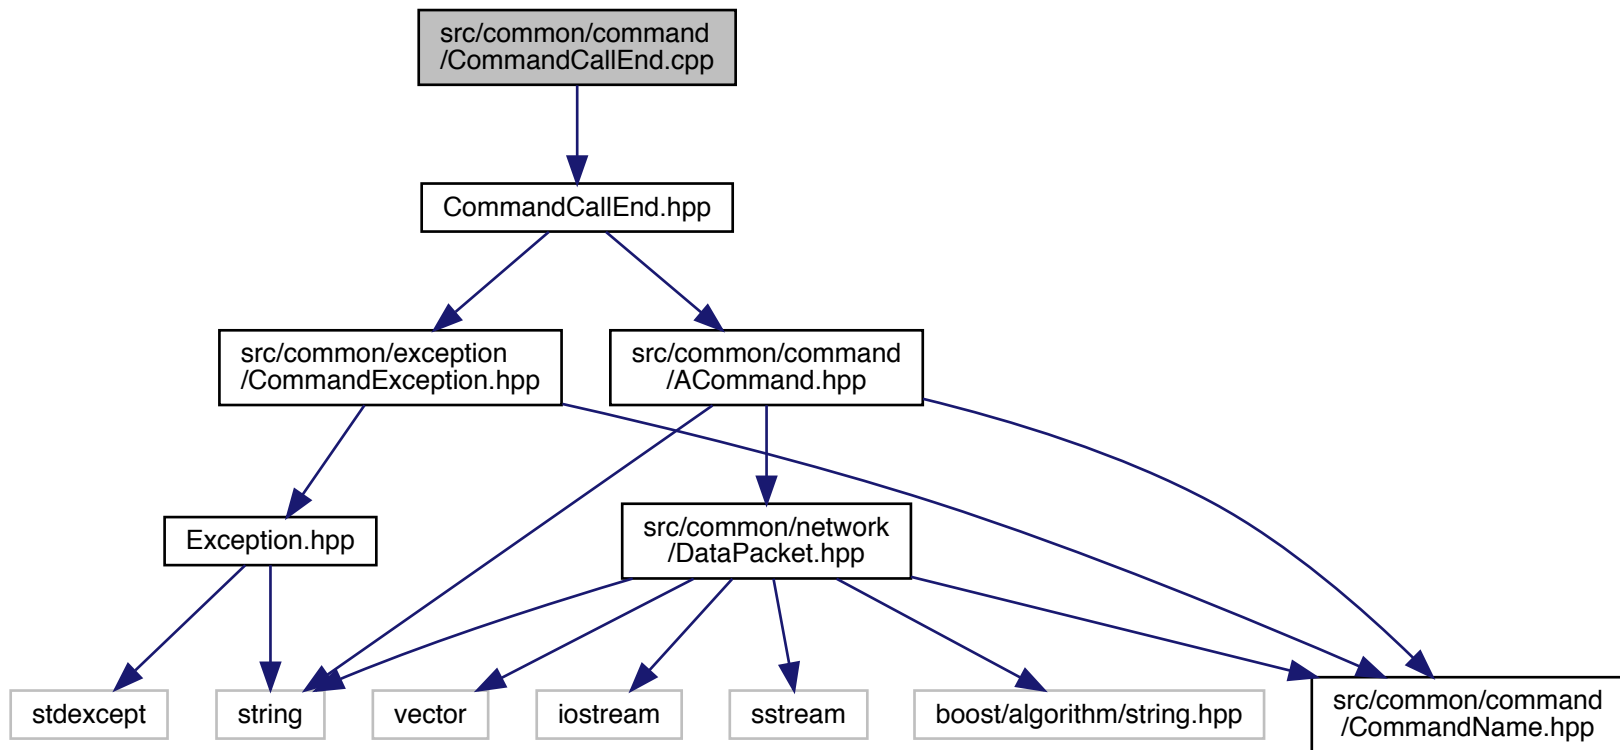 src/common/command
/CommandCallEnd.cpp
CommandCallEnd.hpp
src/common/exception
/CommandException.hpp
src/common/command
/ACommand.hpp
Exception.hpp
src/common/network
/DataPacket.hpp
stdexcept
string
vector
iostream
sstream
boost/algorithm/string.hpp
src/common/command
/CommandName.hpp